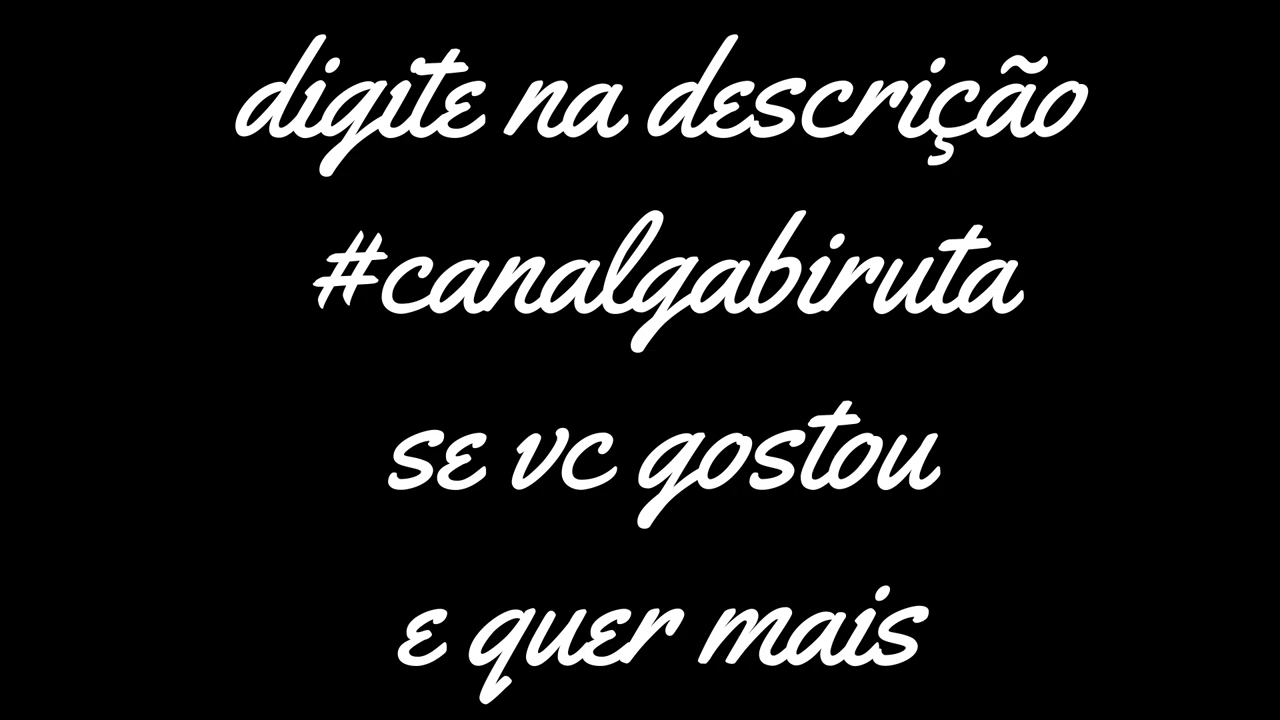 digite na descrição
#canalgabiruta
se vc gostou
e quer mais